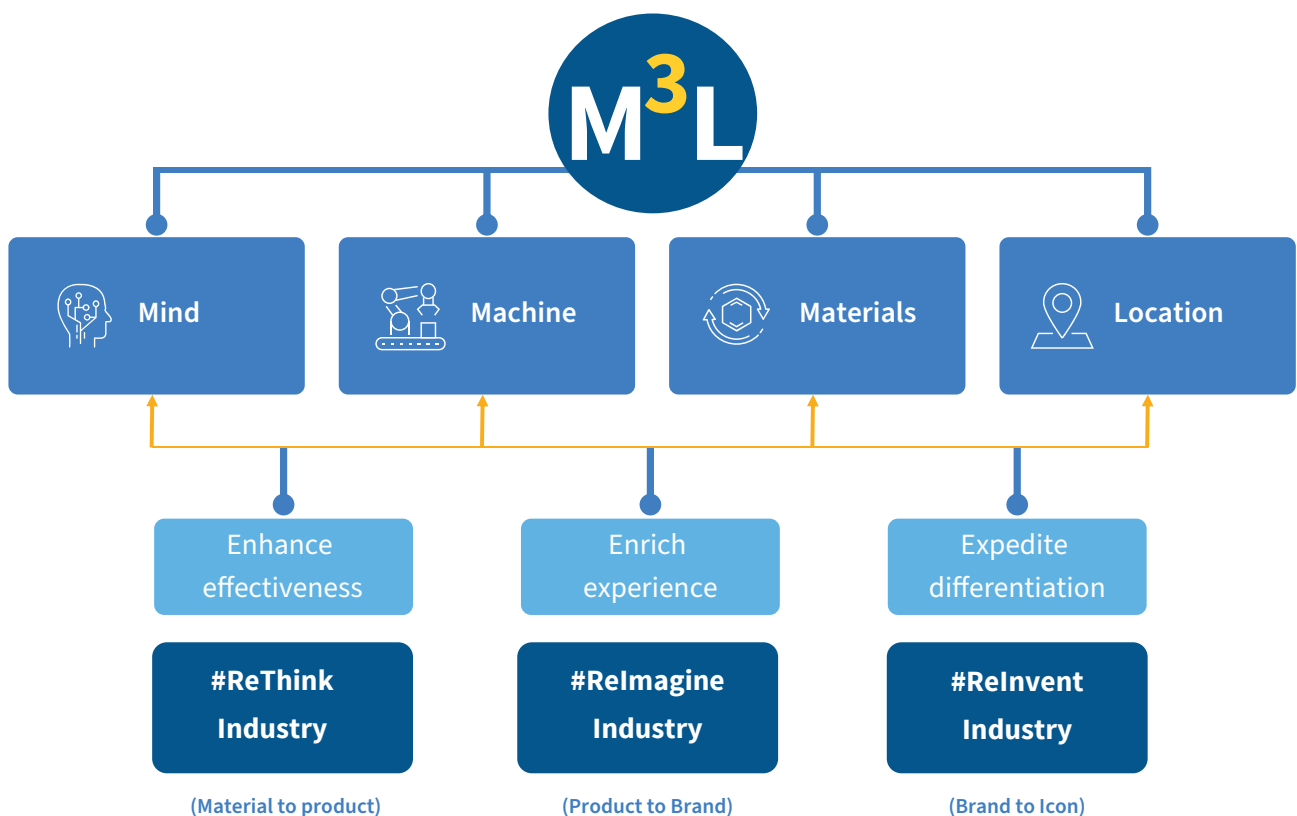 M³L
Mind
Machine
Materials
Location
Enhance
effectiveness
Enrich
experience
Expedite
differentiation
#ReThink
Industry
#ReImagine
Industry
#ReInvent
Industry
(Material to product)
(Product to Brand)
(Brand to Icon)